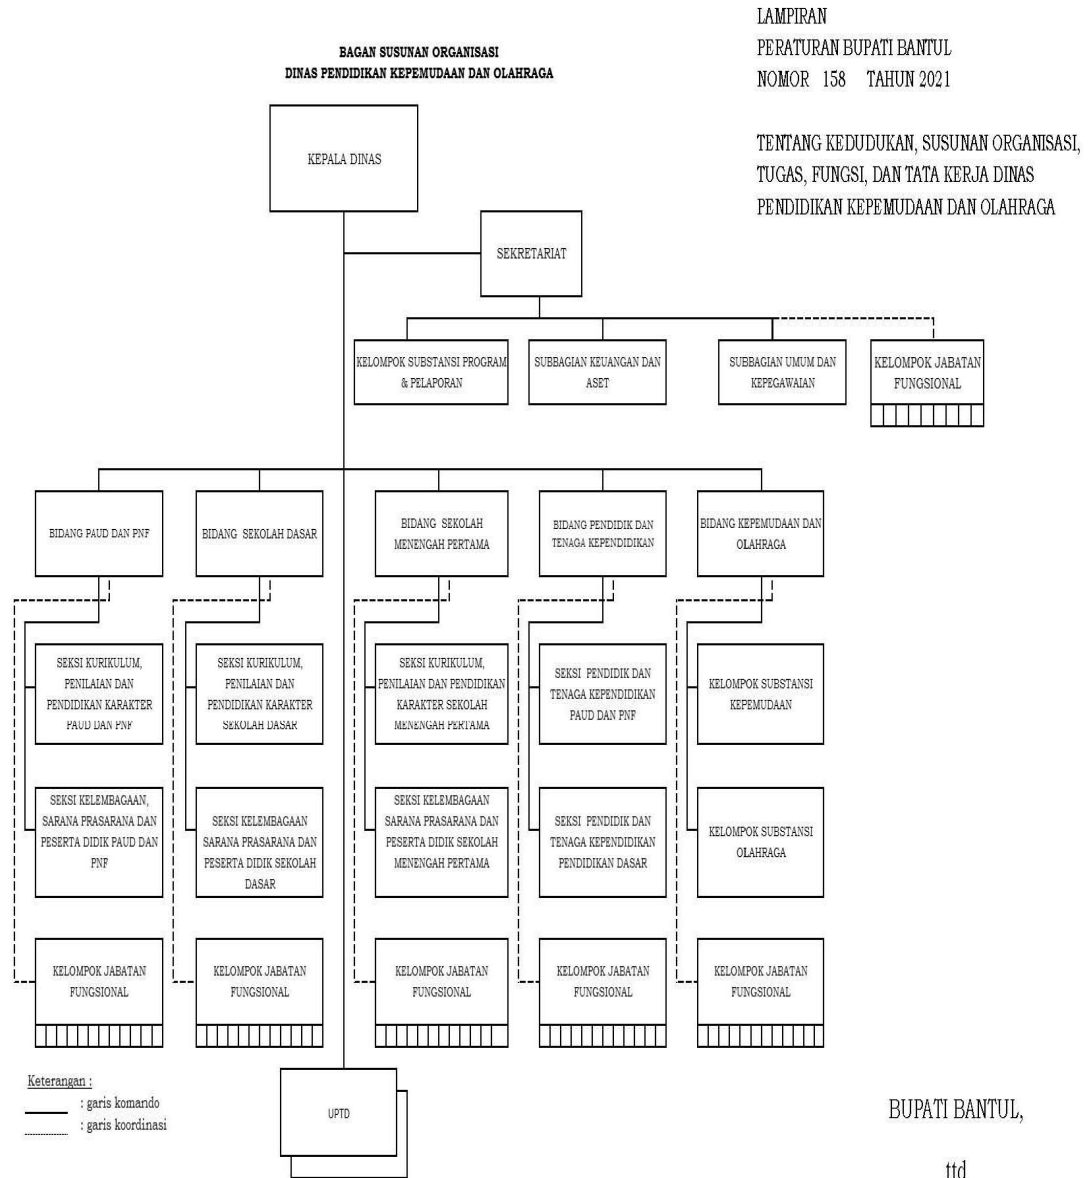 LAMPIRAN
PERATURAN BUPATI BANTUL
NOMOR 158 TAHUN 2021
TENTANG KEDUDUKAN, SUSUNAN ORGANISASI,
TUGAS, FUNGSI, DAN TATA KERJA DINAS
PENDIDIKAN KEPEMUDAAN DAN OLAHRAGA
BAGAN SUSUNAN ORGANISASI
DINAS PENDIDIKAN KEPEMUDAAN DAN OLAHRAGA
KEPALA DINAS
SEKRETARIAT
KELOMPOK SUBSTANSI PROGRAM
& PELAPORAN
SUBBAGIAN KEUANGAN DAN
ASET
SUBBAGIAN UMUM DAN
KEPEGAWAIAN
KELOMPOK JABATAN
FUNGSIONAL
BIDANG PAUD DAN PNF
BIDANG SEKOLAH DASAR
BIDANG SEKOLAH
MENENGAH PERTAMA
BIDANG PENDIDIK DAN
TENAGA KEPENDIDIKAN
BIDANG KEPEMUDAAN DAN
OLAHRAGA
SEKSI KURIKULUM,
PENILAIAN DAN
PENDIDIKAN KARAKTER
PAUD DAN PNF
SEKSI KURIKULUM,
PENILAIAN DAN
PENDIDIKAN KARAKTER
SEKOLAH DASAR
SEKSI KURIKULUM,
PENILAIAN DAN PENDIDIKAN
KARAKTER SEKOLAH
MENENGAH PERTAMA
SEKSI PENDIDIK DAN
TENAGA KEPENDIDIKAN
PAUD DAN PNF
KELOMPOK SUBSTANSI
KEPEMUDAAN
SEKSI KELEMBAGAAN,
SARANA PRASARANA DAN
PESERTA DIDIK PAUD DAN
PNF
SEKSI KELEMBAGAAN
SARANA PRASARANA DAN
PESERTA DIDIK SEKOLAH
DASAR
SEKSI KELEMBAGAAN
SARANA PRASARANA DAN
PESERTA DIDIK SEKOLAH
MENENGAH PERTAMA
SEKSI PENDIDIK DAN
TENAGA KEPENDIDIKAN
PENDIDIKAN DASAR
KELOMPOK SUBSTANSI
OLAHRAGA
KELOMPOK JABATAN
FUNGSIONAL
KELOMPOK JABATAN
FUNGSIONAL
KELOMPOK JABATAN
FUNGSIONAL
KELOMPOK JABATAN
FUNGSIONAL
KELOMPOK JABATAN
FUNGSIONAL
UPTD
Keterangan :
: garis komando
: garis koordinasi
BUPATI BANTUL,
ttd